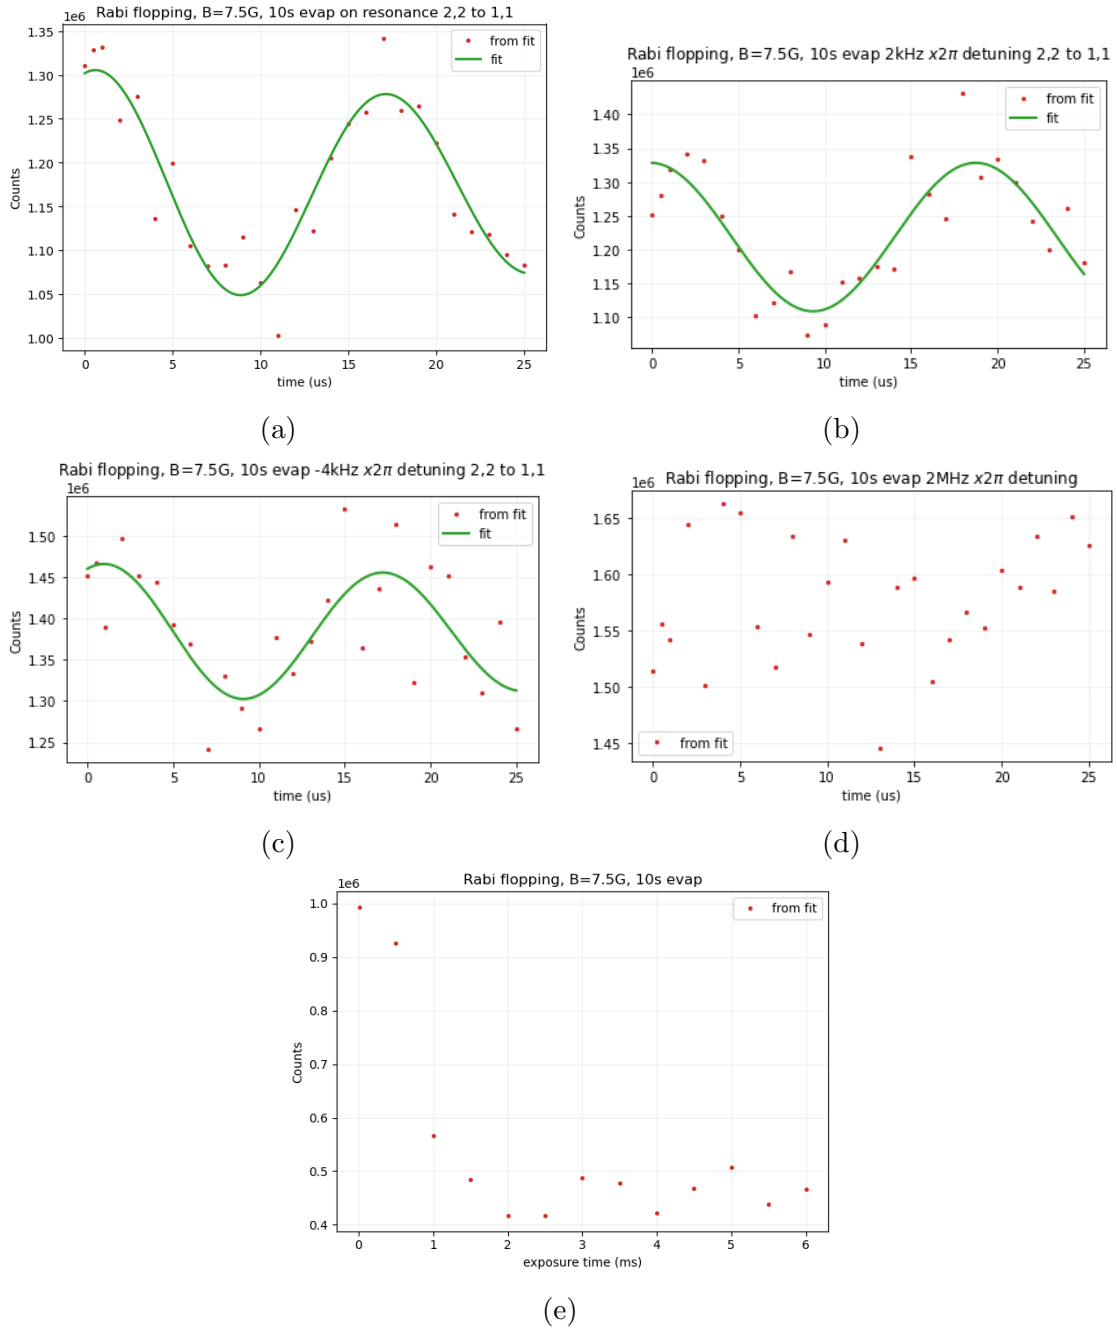 Rabi flopping, B=7.5G, 10s evap on resonance 2,2 to 1,1
1e6
from fit
fit
Counts
1.35
1.30
1.25
1.20
1.15
1.10
1.05
1.00
0 5 10 15 20 25
time (us)
(a)
Rabi flopping, B=7.5G, 10s evap 2kHz x2π detuning 2,2 to 1,1
1e6
from fit
fit
Counts
1.40
1.35
1.30
1.25
1.20
1.15
1.10
0 5 10 15 20 25
time (us)
(b)
Rabi flopping, B=7.5G, 10s evap -4kHz x2π detuning 2,2 to 1,1
1e6
from fit
fit
Counts
1.50
1.45
1.40
1.35
1.30
1.25
0 5 10 15 20 25
time (us)
(c)
Rabi flopping, B=7.5G, 10s evap 2MHz x2π detuning
1e6
Counts
1.65
1.60
1.55
1.50
1.45
from fit
0 5 10 15 20 25
time (us)
(d)
Rabi flopping, B=7.5G, 10s evap
1e6
from fit
Counts
1.0
0.9
0.8
0.7
0.6
0.5
0.4
0 1 2 3 4 5 6
exposure time (ms)
(e)